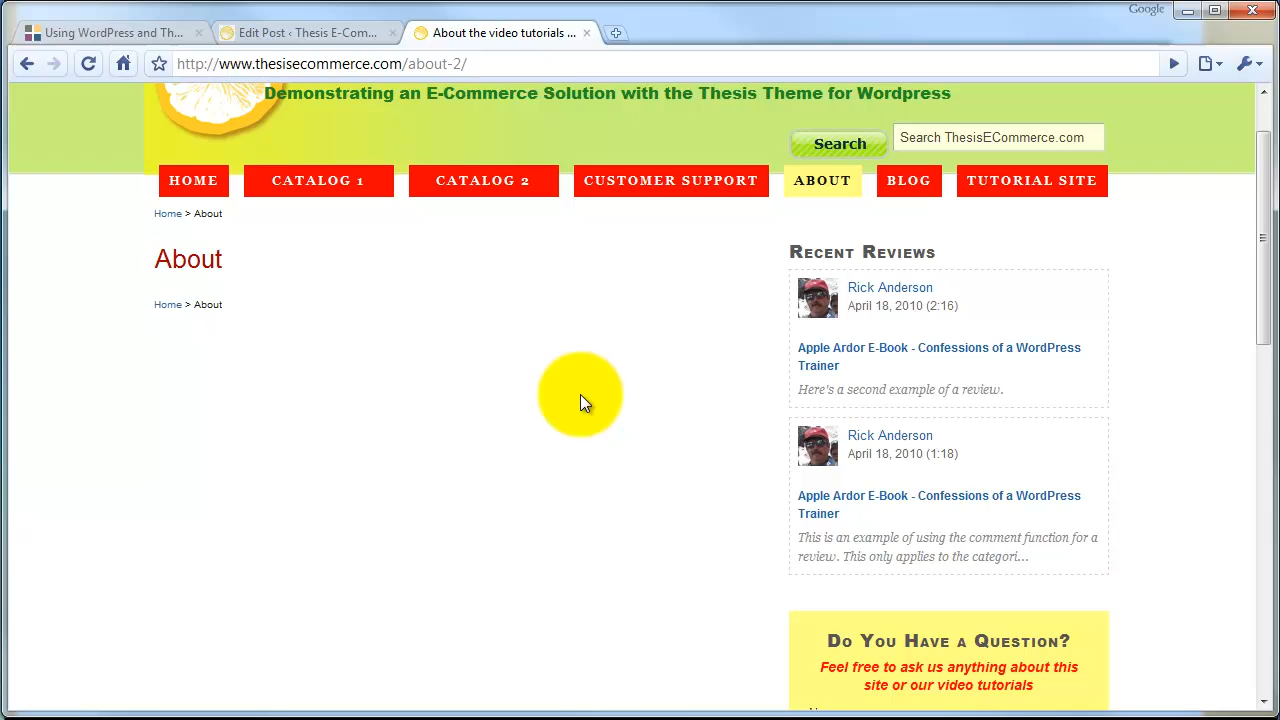 Google
Using WordPress and Th...
Edit Post ‹ Thesis E-Com...
About the video tutorials ...
http://www.thesisecommerce.com/about-2/
Demonstrating an E-Commerce Solution with the Thesis Theme for Wordpress
Search
Search ThesisECommerce.com
HOME
CATALOG 1
CATALOG 2
CUSTOMER SUPPORT
ABOUT
BLOG
TUTORIAL SITE
Home > About
About
Home > About
Recent Reviews
Rick Anderson
April 18, 2010 (2:16)
Apple Ardor E-Book - Confessions of a WordPress
Trainer
Here's a second example of a review.
Rick Anderson
April 18, 2010 (1:18)
Apple Ardor E-Book - Confessions of a WordPress
Trainer
This is an example of using the comment function for a
review. This only applies to the categori...
Do You Have a Question?
Feel free to ask us anything about this
site or our video tutorials